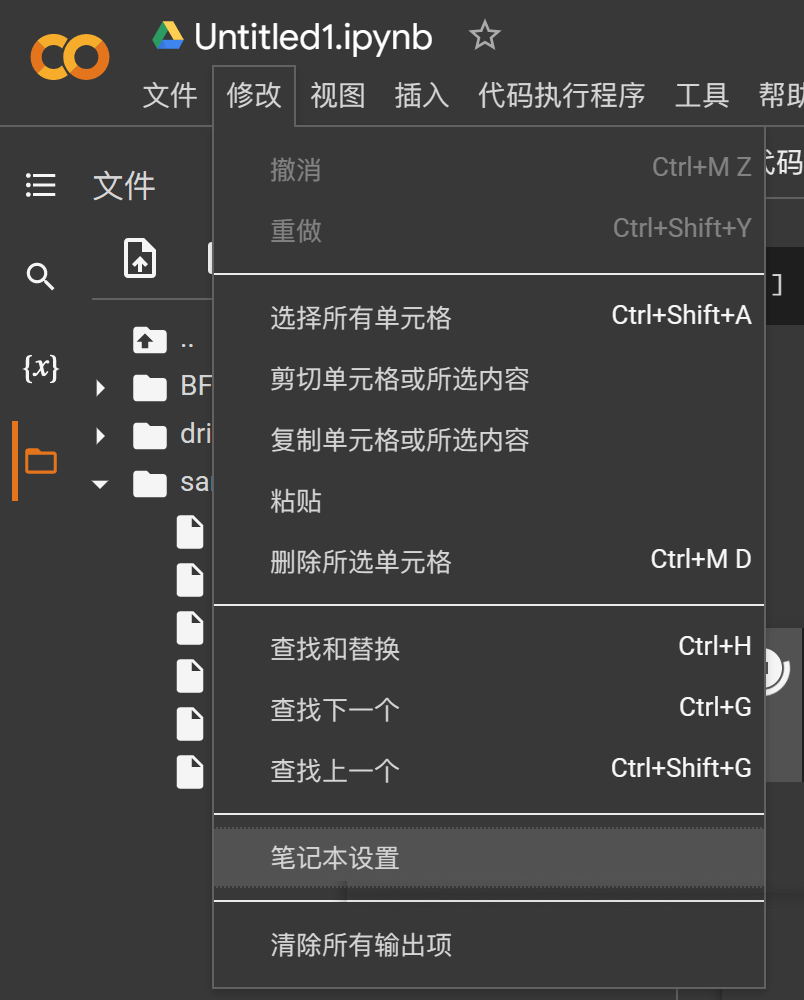 Untitled1.ipynb
文件 修改 视图 插入 代码执行程序 工具 帮助
文件
撤消 Ctrl+M Z
代码
重做 Ctrl+Shift+Y
]
选择所有单元格 Ctrl+Shift+A
..
剪切单元格或所选内容
BF
复制单元格或所选内容
dri
{x}
粘贴
sa
删除所选单元格 Ctrl+M D
查找和替换 Ctrl+H
查找下一个 Ctrl+G
查找上一个 Ctrl+Shift+G
笔记本设置
清除所有输出项